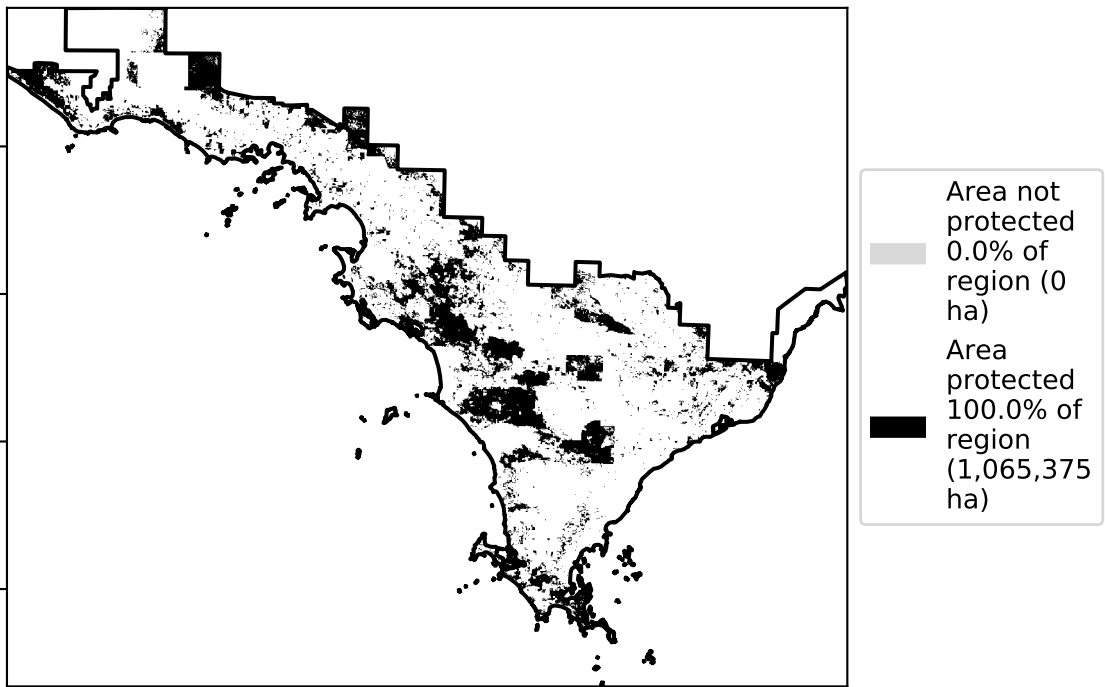 Area not
protected
0.0% of
region (0
ha)
Area
protected
100.0% of
region
(1,065,375
ha)